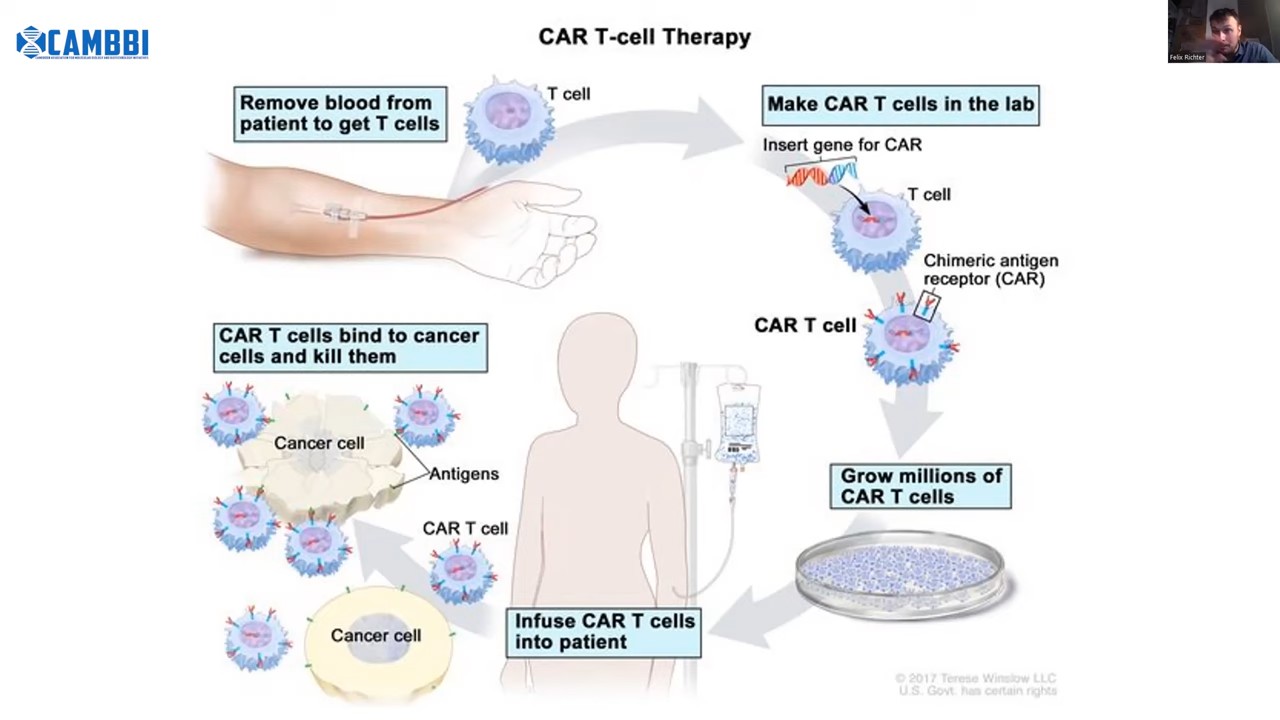 CAMBBI
CAR T-cell Therapy
Felix Richter
Remove blood from
patient to get T cells
T cell
Make CAR T cells in the lab
Insert gene for CAR
T cell
Chimeric antigen
receptor (CAR)
CAR T cell
Grow millions of
CAR T cells
Infuse CAR T cells
into patient
CAR T cells bind to cancer
cells and kill them
Cancer cell
Antigens
CAR T cell
Cancer cell
© 2017 Terese Winslow LLC
U.S. Govt. has certain rights